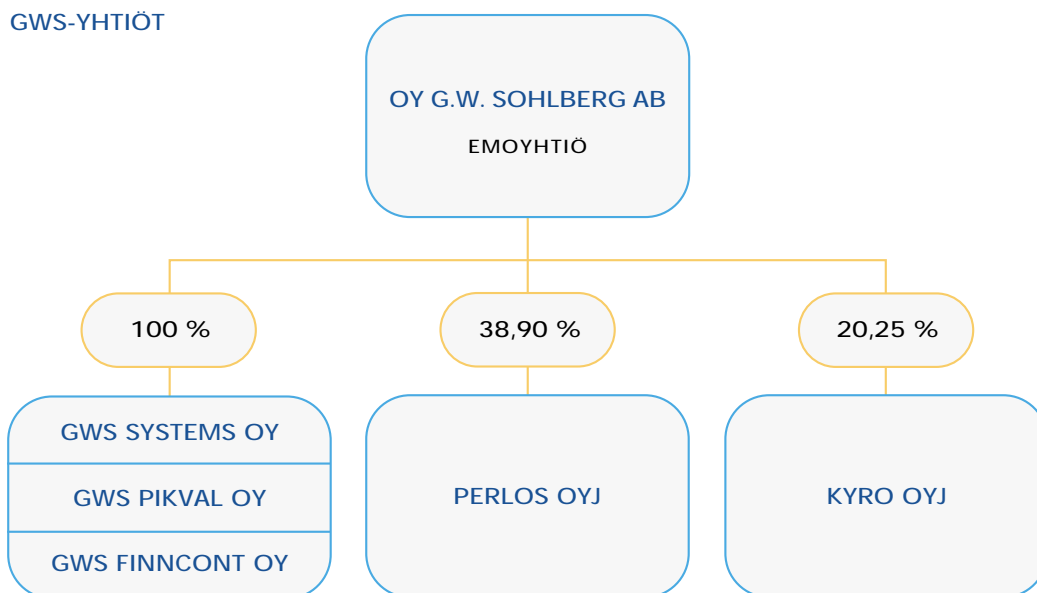 GWS-YHTIÖT
OY G.W. SOHLBERG AB
EMOYHTIÖ
100 %
38,90 %
20,25 %
GWS SYSTEMS OY
GWS PIKVAL OY
GWS FINNCONT OY
PERLOS OYJ
KYRO OYJ